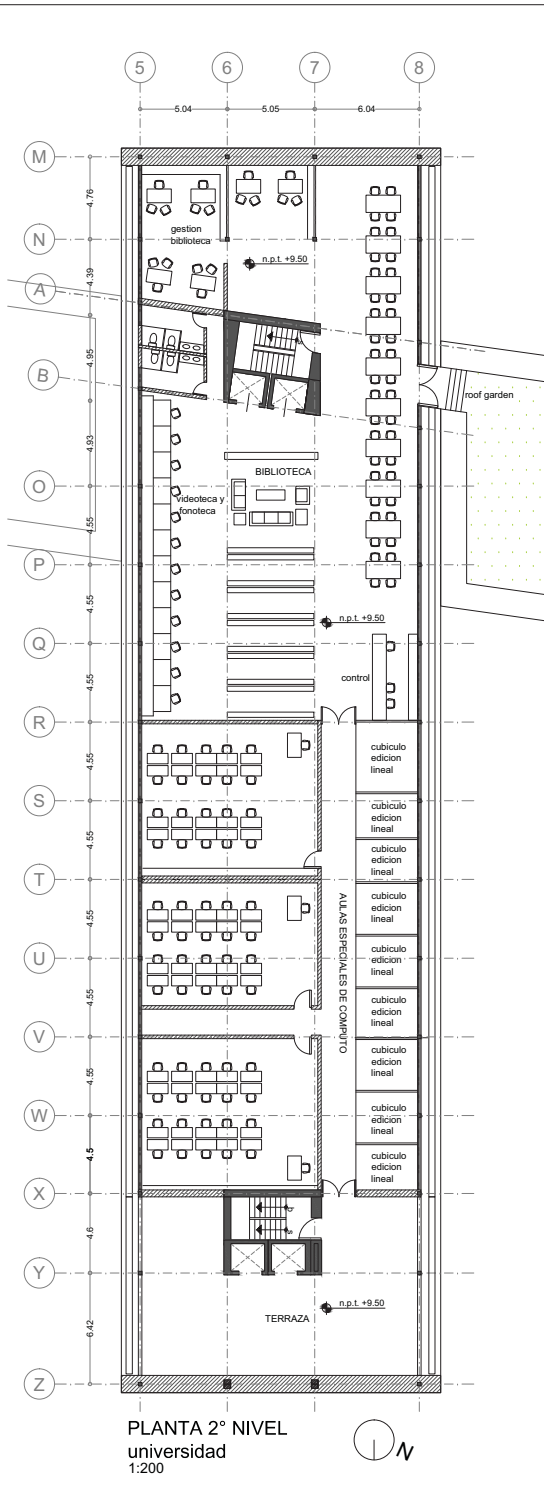 5 6 7 8
5.04 5.05 6.04
M
4.76
gestion
biblioteca
N
n.p.t. +9.50
4.39
A
4.95
B
roof garden
4.93
BIBLIOTECA
O
videoteca y
fonoteca
4.55
P
4.55
n.p.t. +9.50
Q
control
4.55
R
cubiculo
edicion
lineal
4.55
S
cubiculo
edicion
lineal
4.55
cubiculo
edicion
lineal
T
cubiculo
edicion
lineal
4.55
AULAS ESPECIALES DE COMPUTO
U
cubiculo
edicion
lineal
4.55
cubiculo
edicion
lineal
V
cubiculo
edicion
lineal
4.55
W
cubiculo
edicion
lineal
4.5
cubiculo
edicion
lineal
X
b
s
4.6
Y
n.p.t. +9.50
TERRAZA
6.42
Z
PLANTA 2° NIVEL
universidad
1:200
N